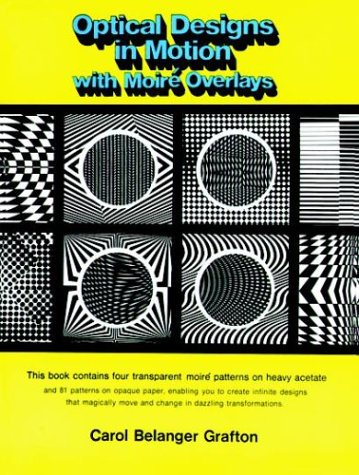 Optical Designs
in Motion
with Moiré Overlays
This book contains four transparent moiré patterns on heavy acetate
and 81 patterns on opaque paper, enabling you to create infinite designs
that magically move and change in dazzling transformations.
Carol Belanger Grafton